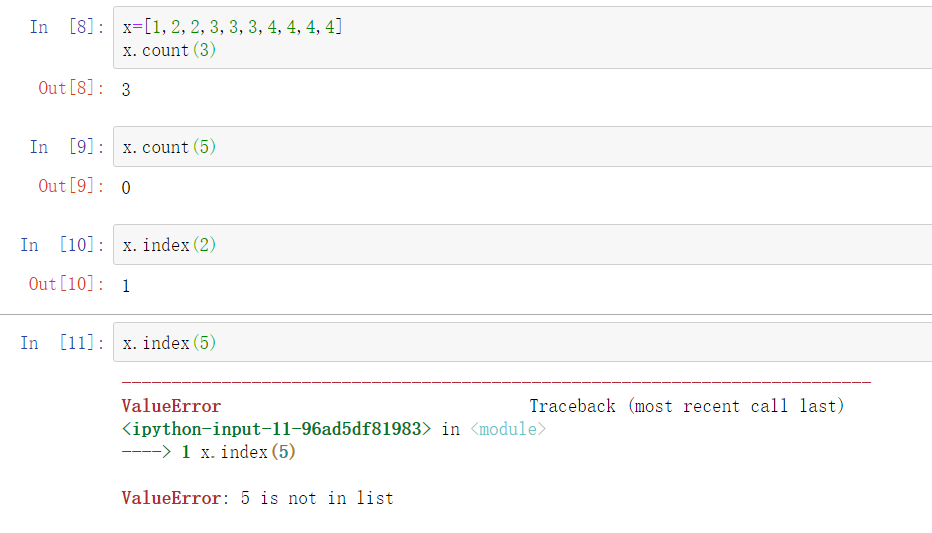 In [8]: x=[1,2,2,3,3,3,4,4,4,4]
x.count(3)
Out[8]: 3
In [9]: x.count(5)
Out[9]: 0
In [10]: x.index(2)
Out[10]: 1
In [11]: x.index(5)
---------------------------------------------------------------------------
ValueError Traceback (most recent call last)
<ipython-input-11-96ad5df81983> in <module>
----> 1 x.index(5)
ValueError: 5 is not in list